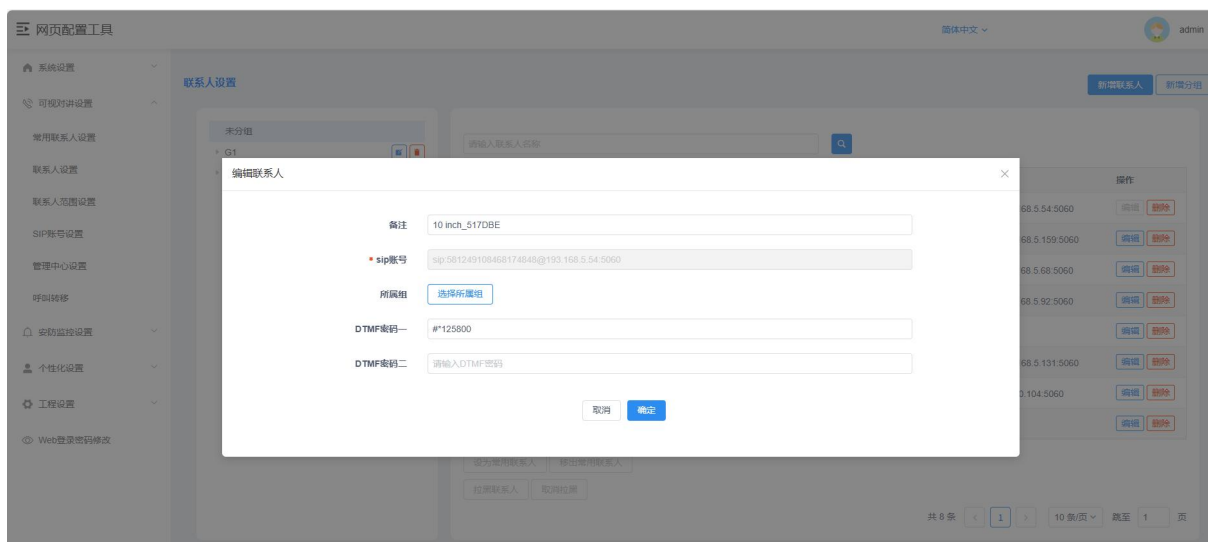 网页配置工具
简体中文
admin
系统设置
可视对讲设置
常用联系人设置
联系人设置
联系人范围设置
SIP账号设置
管理中心设置
呼叫转移
安防监控设置
个性化设置
工程设置
Web登录密码修改
联系人设置
新增联系人 新增分组
未分组
G1
请输入联系人名称
编辑联系人
备注 10 inch_517DBE
* sip账号 sip:581249108468174848@193.168.5.54:5060
所属组 选择所属组
DTMF密码一 #*125800
DTMF密码二 请输入DTMF密码
取消 确定
操作
68.5.54:5060 编辑 删除
68.5.159:5060 编辑 删除
68.5.68:5060 编辑 删除
68.5.92:5060 编辑 删除
编辑 删除
68.5.131:5060 编辑 删除
0.104:5060 编辑 删除
编辑 删除
设为常用联系人 移出常用联系人
拉黑联系人 取消拉黑
共 8 条 1 10 条/页 跳至 1 页